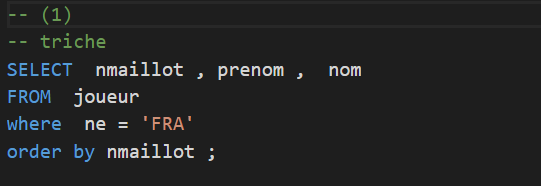 -- (1)
-- triche
SELECT  nmaillot , prenom ,  nom
FROM  joueur
where  ne = 'FRA'
order by nmaillot ;